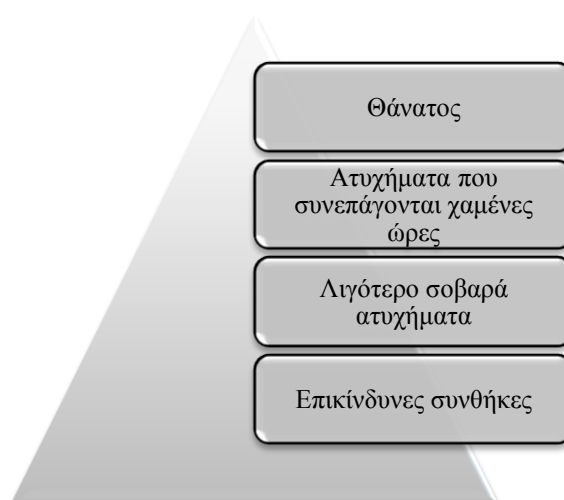 Θάνατος
Ατυχήματα που
συνεπάγονται χαμένες
ώρες
Λιγότερο σοβαρά
ατυχήματα
Επικίνδυνες συνθήκες